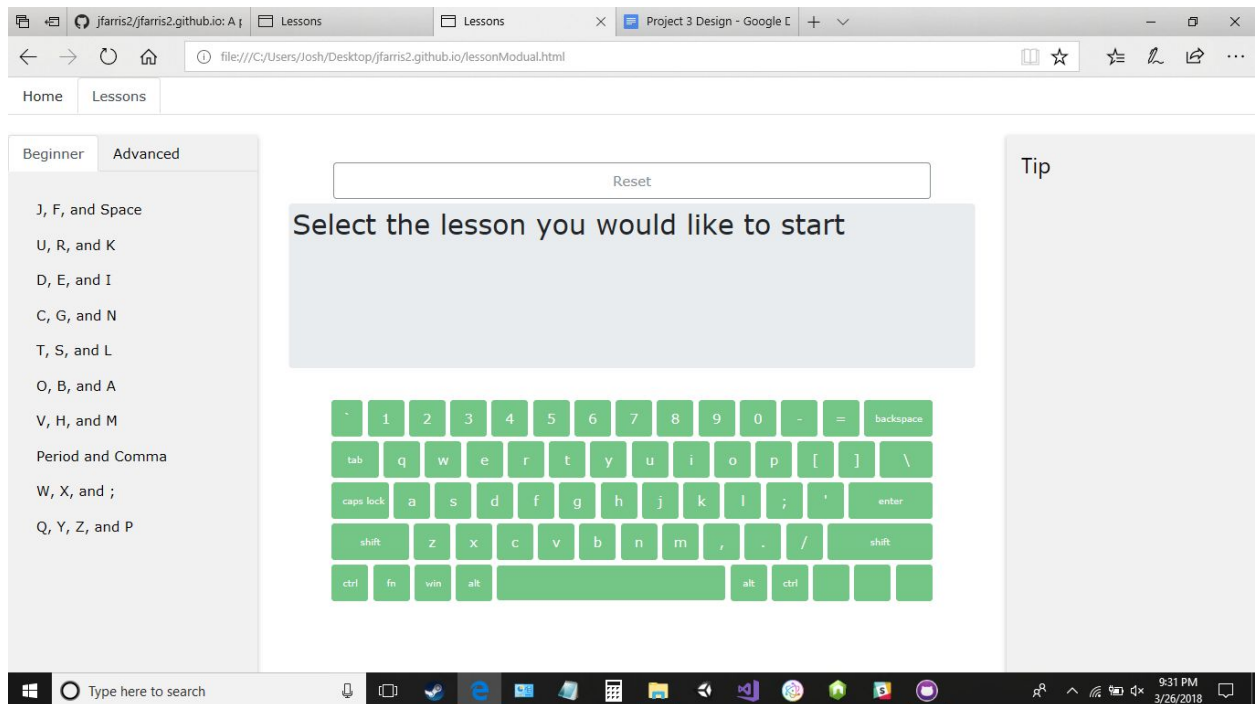 jfarris2/jfarris2.github.io: A p Lessons Lessons Project 3 Design - Google D
file:///C:/Users/Josh/Desktop/jfarris2.github.io/lessonModual.html
Home Lessons
Beginner Advanced
Reset
Tip
Select the lesson you would like to start
J, F, and Space
U, R, and K
D, E, and I
C, G, and N
T, S, and L
O, B, and A
V, H, and M
Period and Comma
W, X, and ;
Q, Y, Z, and P
` 1 2 3 4 5 6 7 8 9 0 - = backspace
tab q w e r t y u i o p [ ] \
caps lock a s d f g h j k l ; ' enter
shift z x c v b n m , . / shift
ctrl fn win alt alt ctrl
Type here to search
9:31 PM
3/26/2018